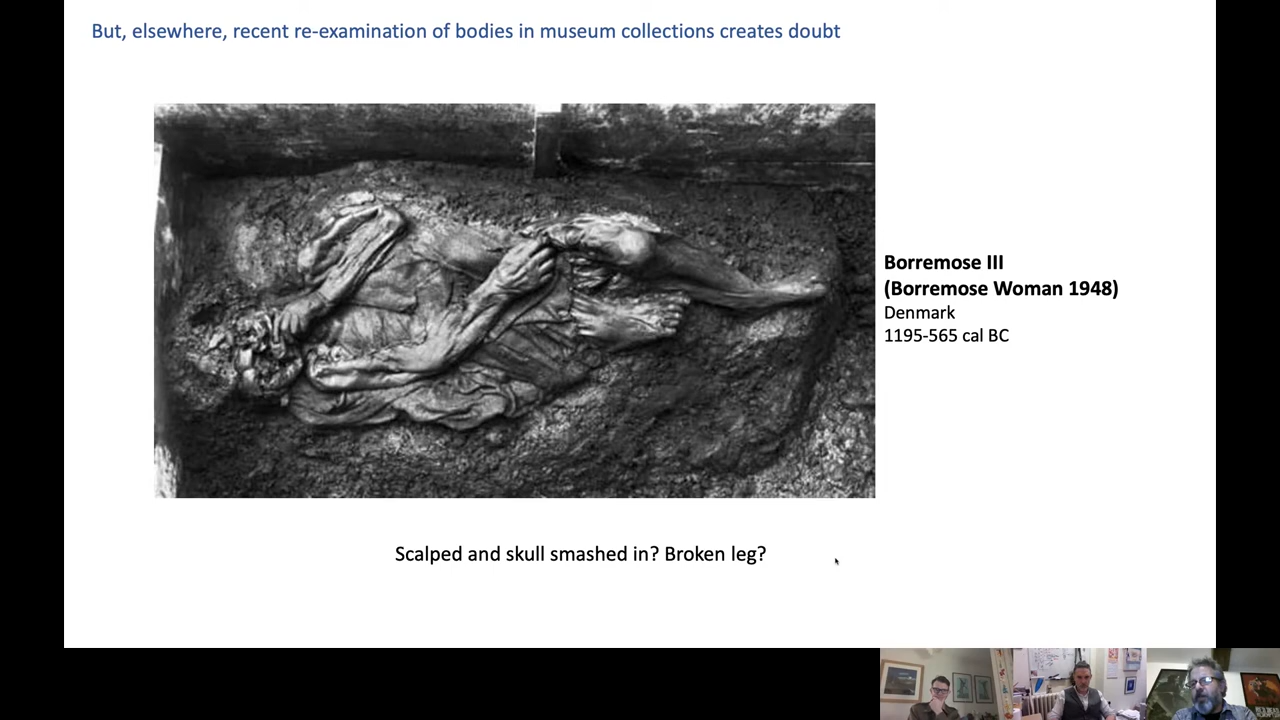 But, elsewhere, recent re-examination of bodies in museum collections creates doubt
Borremose III
(Borremose Woman 1948)
Denmark
1195-565 cal BC
Scalped and skull smashed in? Broken leg?